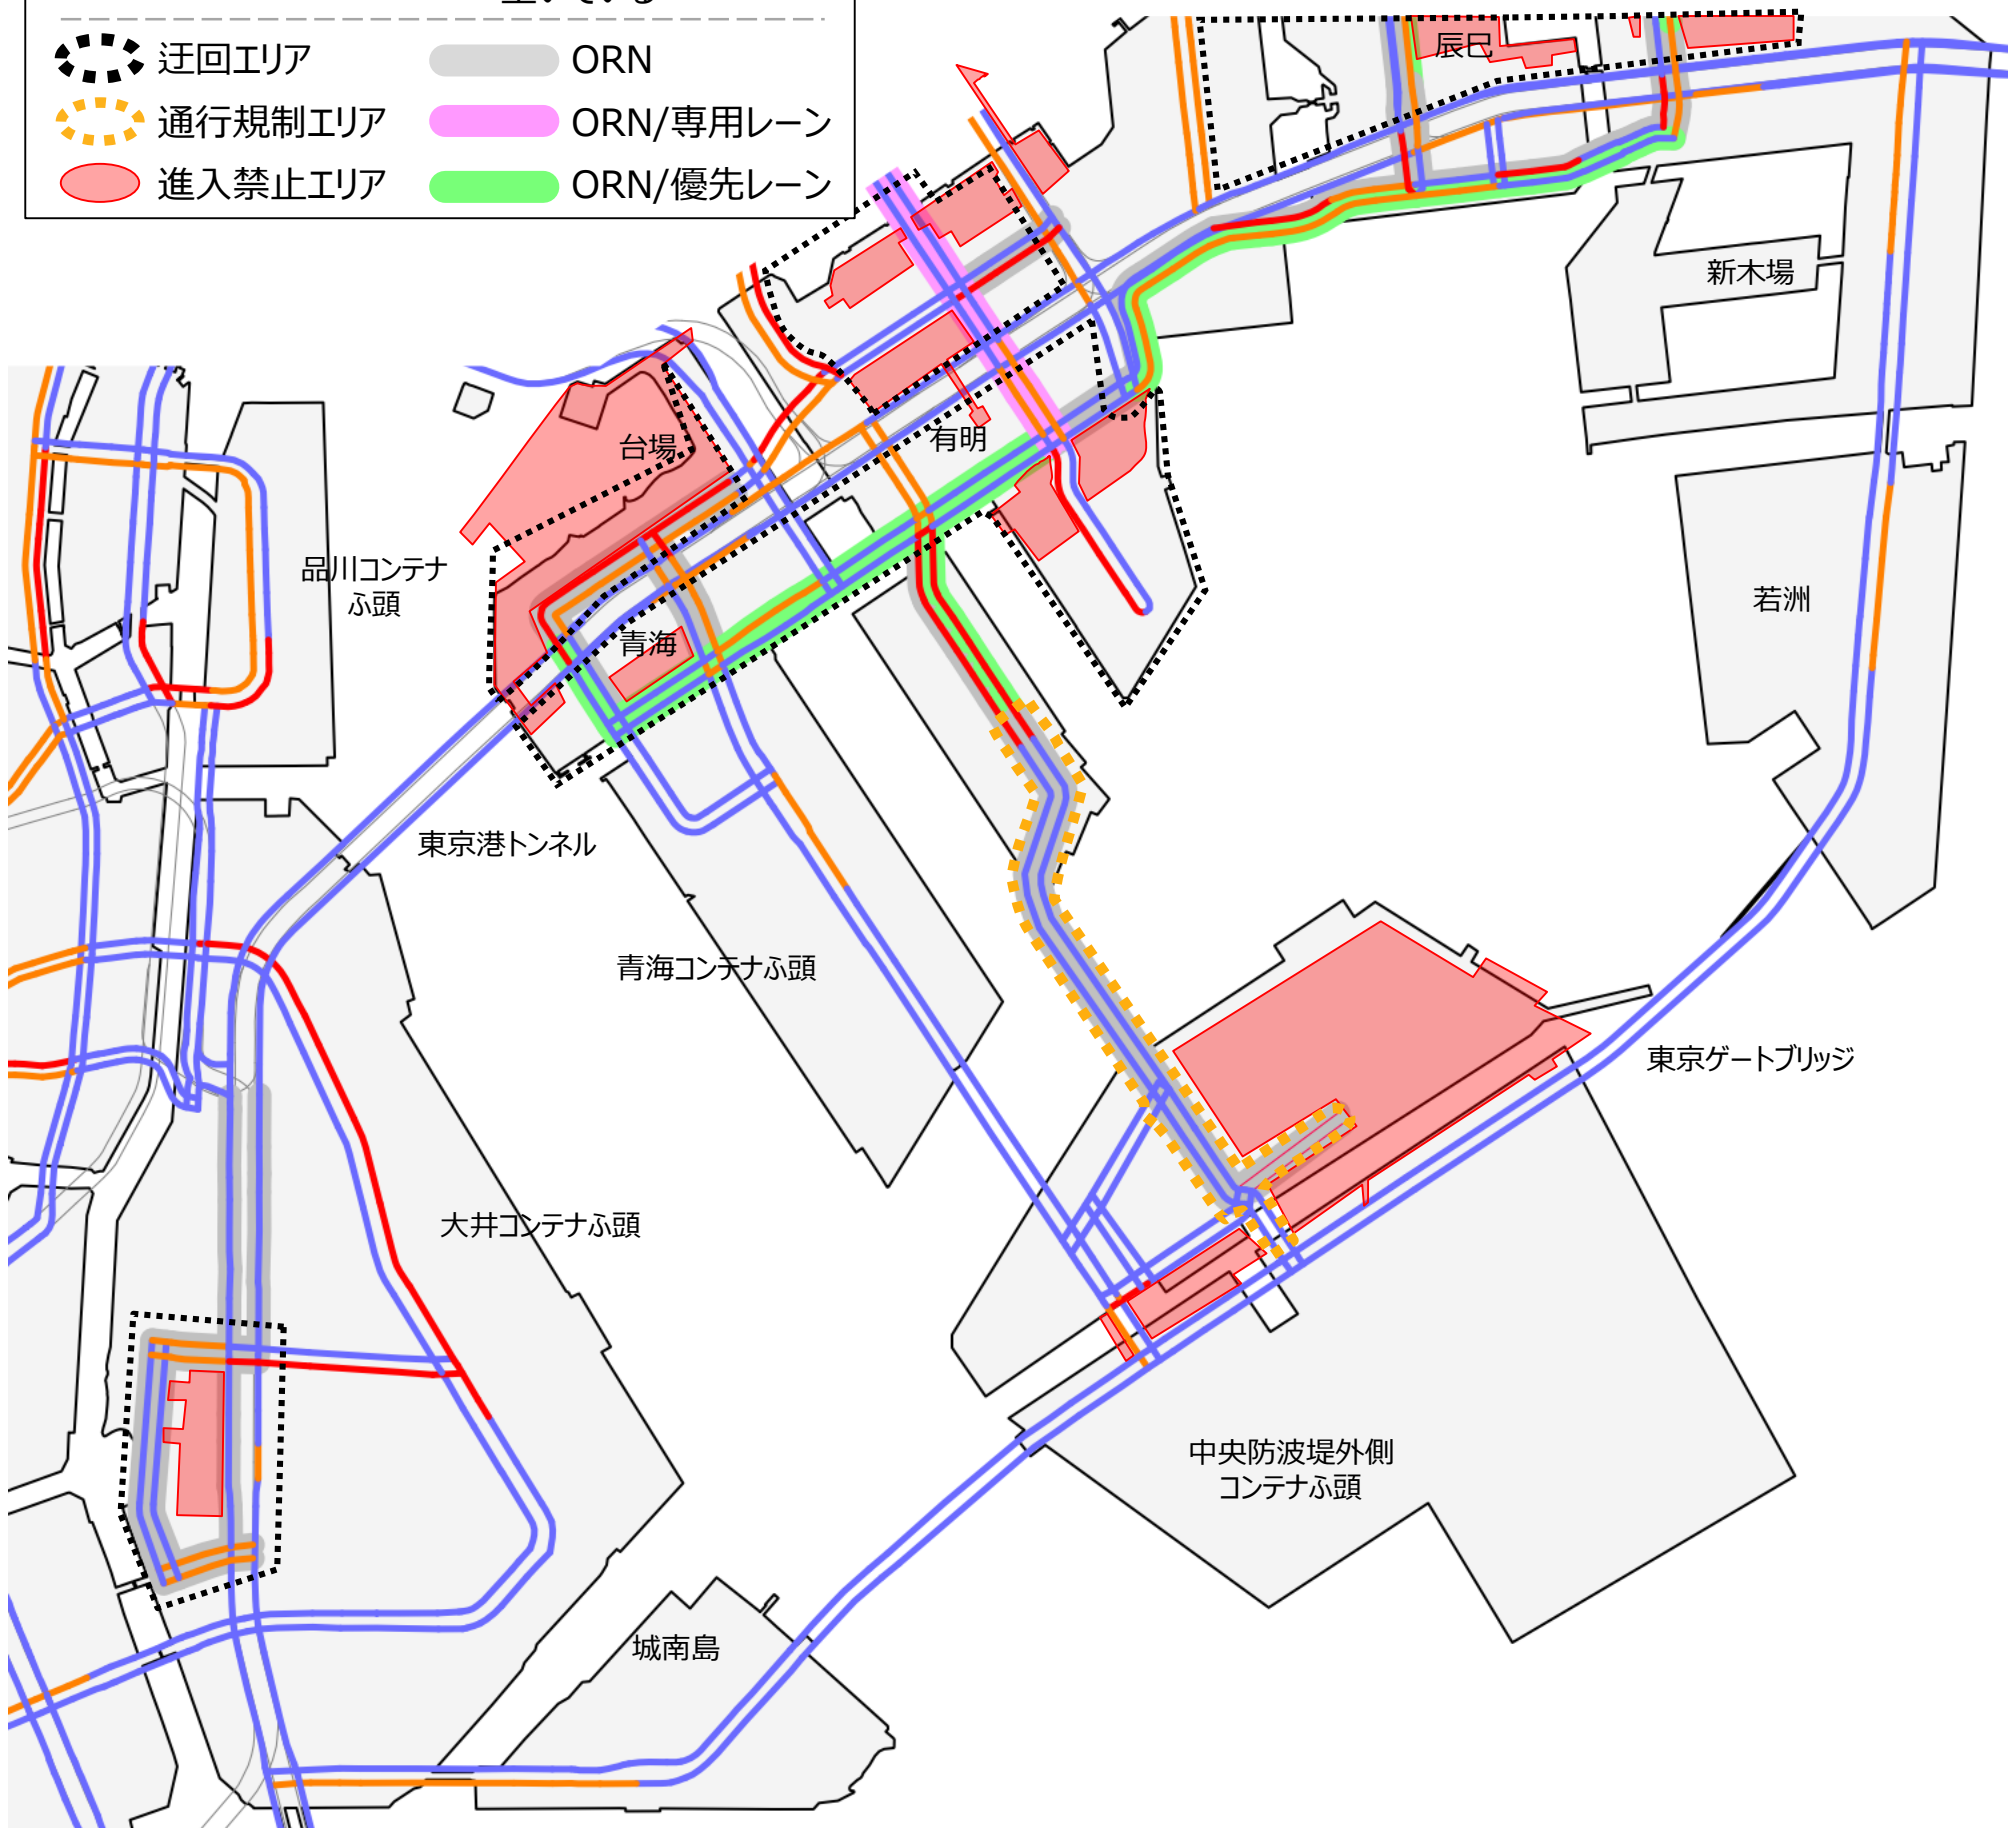 迂回エリア
ORN
通行規制エリア
ORN/専用レーン
進入禁止エリア
ORN/優先レーン
辰巳
新木場
台場
有明
品川コンテナ
ふ頭
若洲
青海
東京港トンネル
青海コンテナふ頭
東京ゲートブリッジ
大井コンテナふ頭
中央防波堤外側
コンテナふ頭
城南島